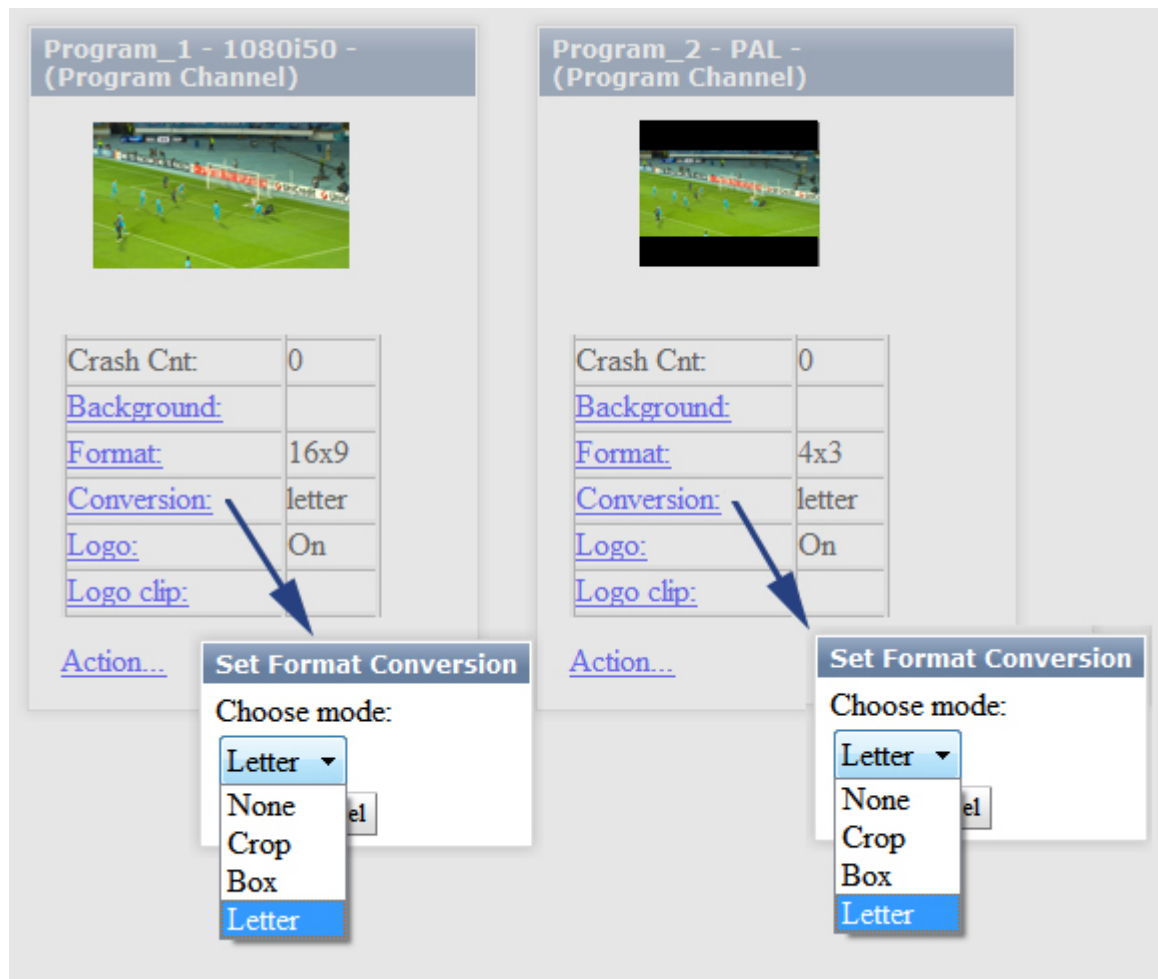 Program_1 - 1080i50 -
(Program Channel)
Crash Cnt: 0
Background:
Format: 16x9
Conversion: letter
Logo: On
Logo clip:
Action...
Set Format Conversion
Choose mode:
Letter
None
Crop
Box
Letter
el
Program_2 - PAL -
(Program Channel)
Crash Cnt: 0
Background:
Format: 4x3
Conversion: letter
Logo: On
Logo clip:
Action...
Set Format Conversion
Choose mode:
Letter
None
Crop
Box
Letter
el